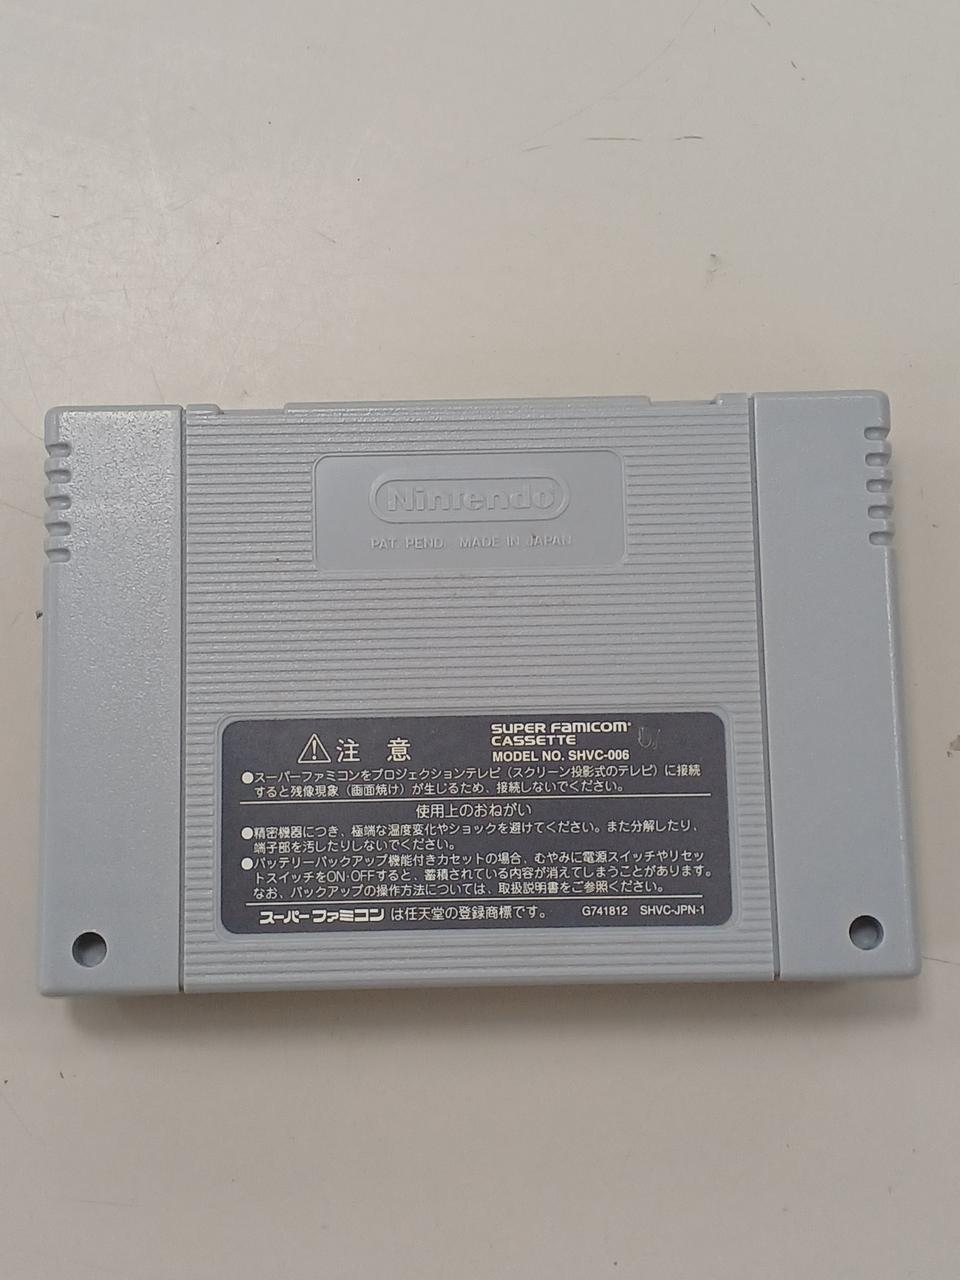 Nintendo
PAT. PEND. MADE IN JAPAN
注 意
SUPER FAMICOM
CASSETTE
MODEL NO. SHVC-006
●スーパーファミコンをプロジェクションテレビ（スクリーン投影式のテレビ）に接続
すると残像現象（画面焼け）が生じるため、接続しないでください。
使用上のおねがい
●精密機器につき、極端な温度変化やショックを避けてください。また分解したり、
端子部を汚したりしないでください。
●バッテリーバックアップ機能付きカセットの場合、むやみに電源スイッチやリセッ
トスイッチをON・OFFすると、蓄積されている内容が消えてしまうことがあります。
なお、バックアップの操作方法については、取扱説明書をご参照ください。
スーパーファミコンは任天堂の登録商標です。 G741812 SHVC-JPN-1